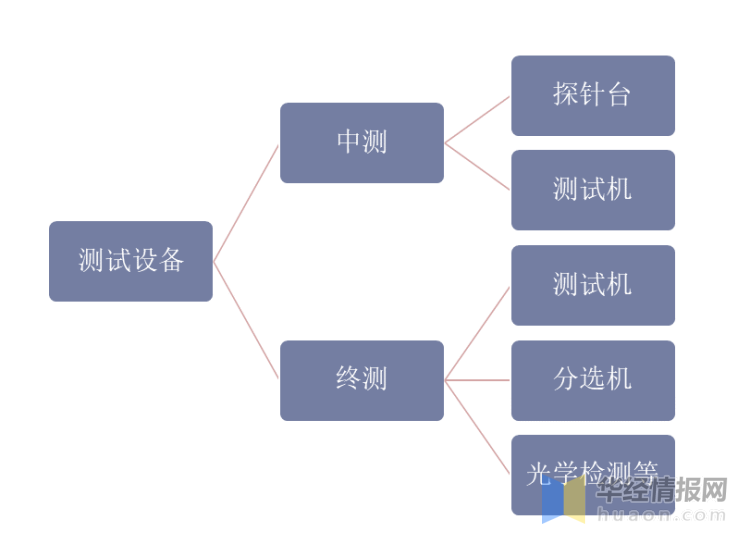 测试设备
中测
探针台
测试机
终测
测试机
分选机
光学检测等
华经情报网
huaon.com